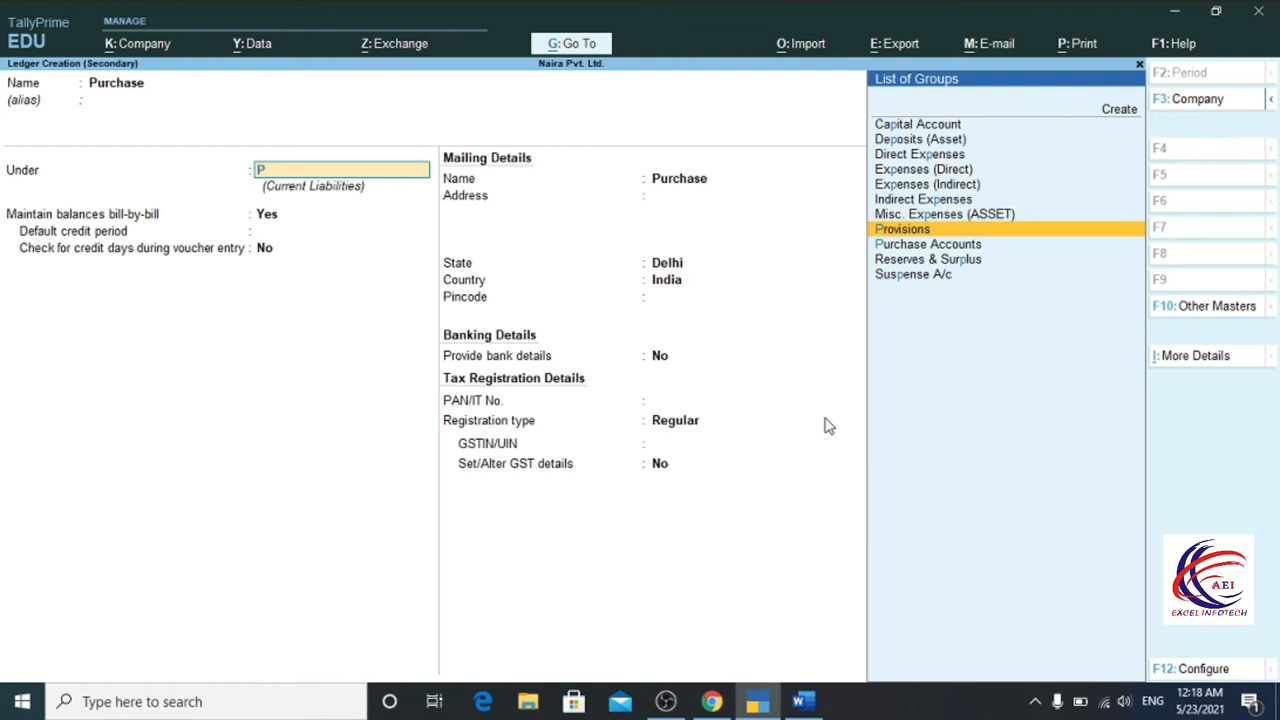 TallyPrime
EDU
MANAGE
K:Company
Y:Data
Z:Exchange
G:Go To
O:Import
E:Export
M:E-mail
P:Print
F1:Help
Ledger Creation (Secondary)
Naira Pvt. Ltd.
Name : Purchase
(alias) :
Under : P
(Current Liabilities)
Maintain balances bill-by-bill : Yes
Default credit period :
Check for credit days during voucher entry : No
Mailing Details
Name : Purchase
Address :
State : Delhi
Country : India
Pincode :
Banking Details
Provide bank details : No
Tax Registration Details
PAN/IT No. :
Registration type : Regular
GSTIN/UIN :
Set/Alter GST details : No
List of Groups
Create
Capital Account
Deposits (Asset)
Direct Expenses
Expenses (Direct)
Expenses (Indirect)
Indirect Expenses
Misc. Expenses (ASSET)
Provisions
Purchase Accounts
Reserves & Surplus
Suspense A/c
F2: Period
F3: Company
F4
F5
F6
F7
F8
F9
F10: Other Masters
I: More Details
AEI
EXCEL INFOTECH
F12: Configure
Type here to search
ENG
12:18 AM
5/23/2021
1